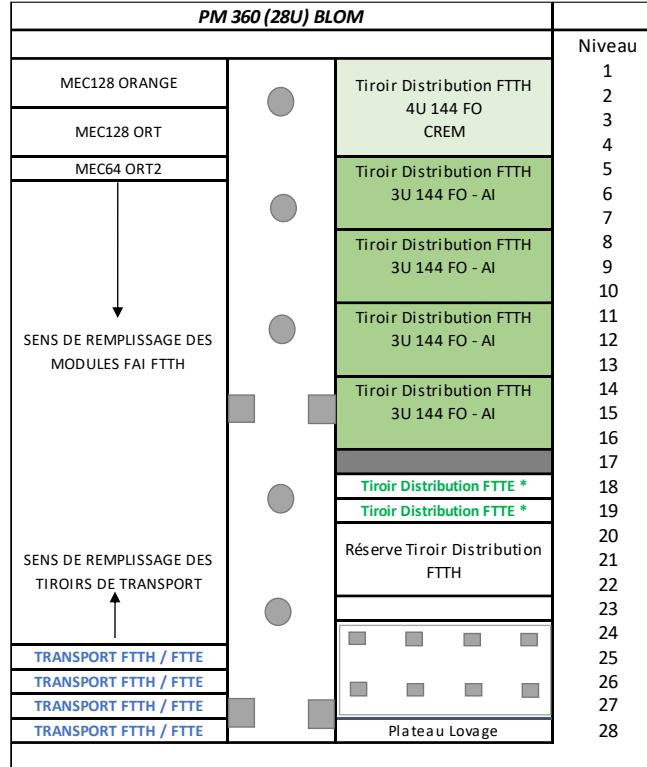 PM 360 (28U) BLOM
Niveau
MEC128 ORANGE
MEC128 ORT
MEC64 ORT2
SENS DE REMPLISSAGE DES
MODULES FAI FTTH
SENS DE REMPLISSAGE DES
TIROIRS DE TRANSPORT
TRANSPORT FTTH / FTTE
TRANSPORT FTTH / FTTE
TRANSPORT FTTH / FTTE
TRANSPORT FTTH / FTTE
Tiroir Distribution FTTH
4U 144 FO
CREM
Tiroir Distribution FTTH
3U 144 FO - AI
Tiroir Distribution FTTH
3U 144 FO - AI
Tiroir Distribution FTTH
3U 144 FO - AI
Tiroir Distribution FTTH
3U 144 FO - AI
Tiroir Distribution FTTE *
Tiroir Distribution FTTE *
Réserve Tiroir Distribution
FTTH
Plateau Lovage
1
2
3
4
5
6
7
8
9
10
11
12
13
14
15
16
17
18
19
20
21
22
23
24
25
26
27
28